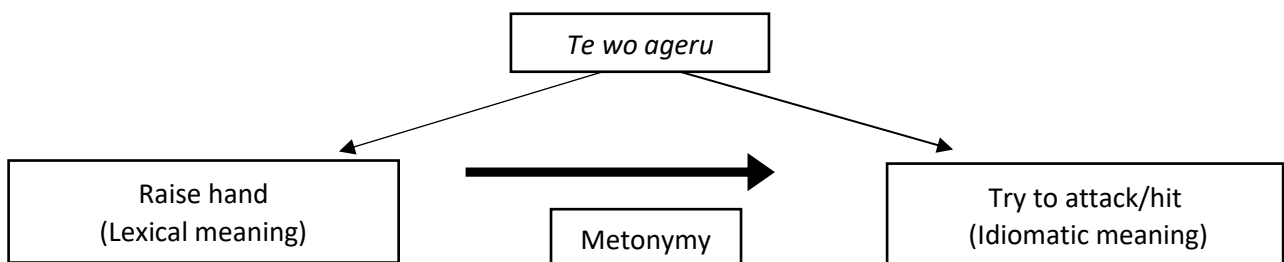 Te wo ageru
Raise hand
(Lexical meaning)
Metonymy
Try to attack/hit
(Idiomatic meaning)